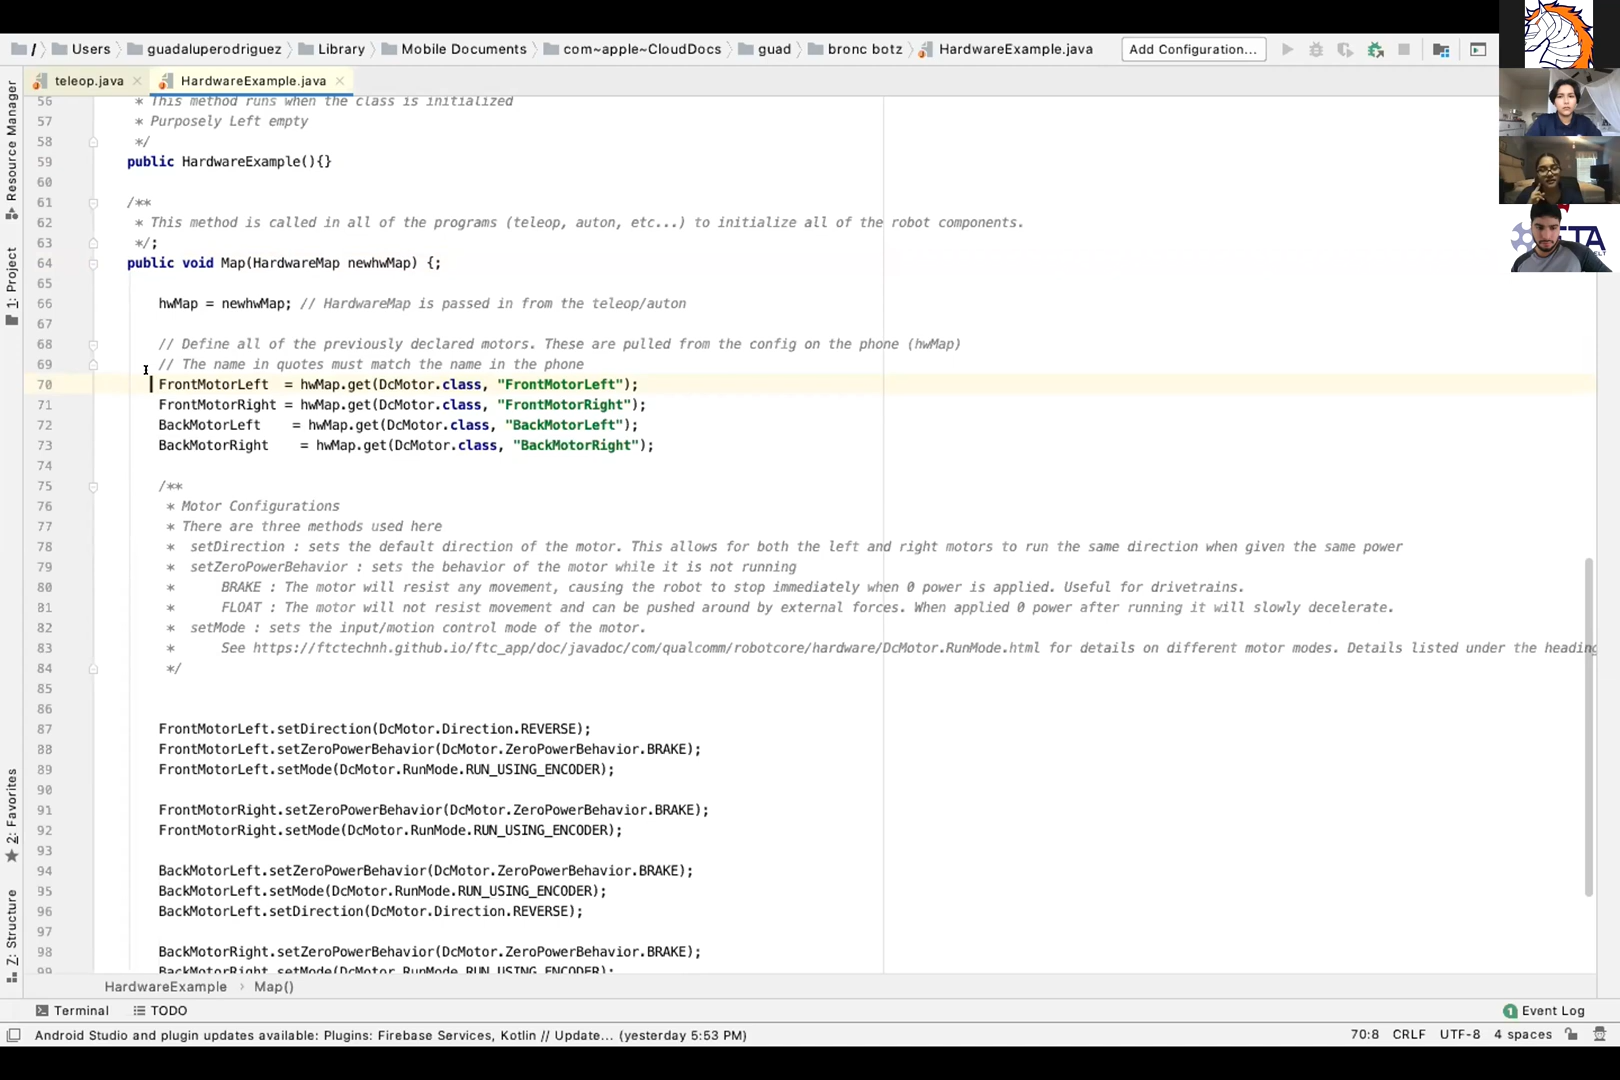 / Users guadaluperodriguez Library Mobile Documents com~apple~CloudDocs guad bronc botz HardwareExample.java Add Configuration...
teleop.java HardwareExample.java
Resource Manager
1: Project
2: Favorites
Z: Structure
56 * This method runs when the class is initialized
57 * Purposely Left empty
58 */
59 public HardwareExample(){}
60
61 /**
62 * This method is called in all of the programs (teleop, auton, etc...) to initialize all of the robot components.
63 */;
64 public void Map(HardwareMap newhwMap) {;
65
66 hwMap = newhwMap; // HardwareMap is passed in from the teleop/auton
67
68 // Define all of the previously declared motors. These are pulled from the config on the phone (hwMap)
69 // The name in quotes must match the name in the phone
70 FrontMotorLeft = hwMap.get(DcMotor.class, "FrontMotorLeft");
71 FrontMotorRight = hwMap.get(DcMotor.class, "FrontMotorRight");
72 BackMotorLeft = hwMap.get(DcMotor.class, "BackMotorLeft");
73 BackMotorRight = hwMap.get(DcMotor.class, "BackMotorRight");
74
75 /**
76 * Motor Configurations
77 * There are three methods used here
78 * setDirection : sets the default direction of the motor. This allows for both the left and right motors to run the same direction when given the same power
79 * setZeroPowerBehavior : sets the behavior of the motor while it is not running
80 * BRAKE : The motor will resist any movement, causing the robot to stop immediately when 0 power is applied. Useful for drivetrains.
81 * FLOAT : The motor will not resist movement and can be pushed around by external forces. When applied 0 power after running it will slowly decelerate.
82 * setMode : sets the input/motion control mode of the motor.
83 * See https://ftctechnh.github.io/ftc_app/doc/javadoc/com/qualcomm/robotcore/hardware/DcMotor.RunMode.html for details on different motor modes. Details listed under the heading
84 */
85
86
87 FrontMotorLeft.setDirection(DcMotor.Direction.REVERSE);
88 FrontMotorLeft.setZeroPowerBehavior(DcMotor.ZeroPowerBehavior.BRAKE);
89 FrontMotorLeft.setMode(DcMotor.RunMode.RUN_USING_ENCODER);
90
91 FrontMotorRight.setZeroPowerBehavior(DcMotor.ZeroPowerBehavior.BRAKE);
92 FrontMotorRight.setMode(DcMotor.RunMode.RUN_USING_ENCODER);
93
94 BackMotorLeft.setZeroPowerBehavior(DcMotor.ZeroPowerBehavior.BRAKE);
95 BackMotorLeft.setMode(DcMotor.RunMode.RUN_USING_ENCODER);
96 BackMotorLeft.setDirection(DcMotor.Direction.REVERSE);
97
98 BackMotorRight.setZeroPowerBehavior(DcMotor.ZeroPowerBehavior.BRAKE);
99 BackMotorRight.setMode(DcMotor.RunMode.RUN_USING_ENCODER);
HardwareExample › Map()
Terminal TODO 1 Event Log
Android Studio and plugin updates available: Plugins: Firebase Services, Kotlin // Update... (yesterday 5:53 PM) 70:8 CRLF UTF-8 4 spaces